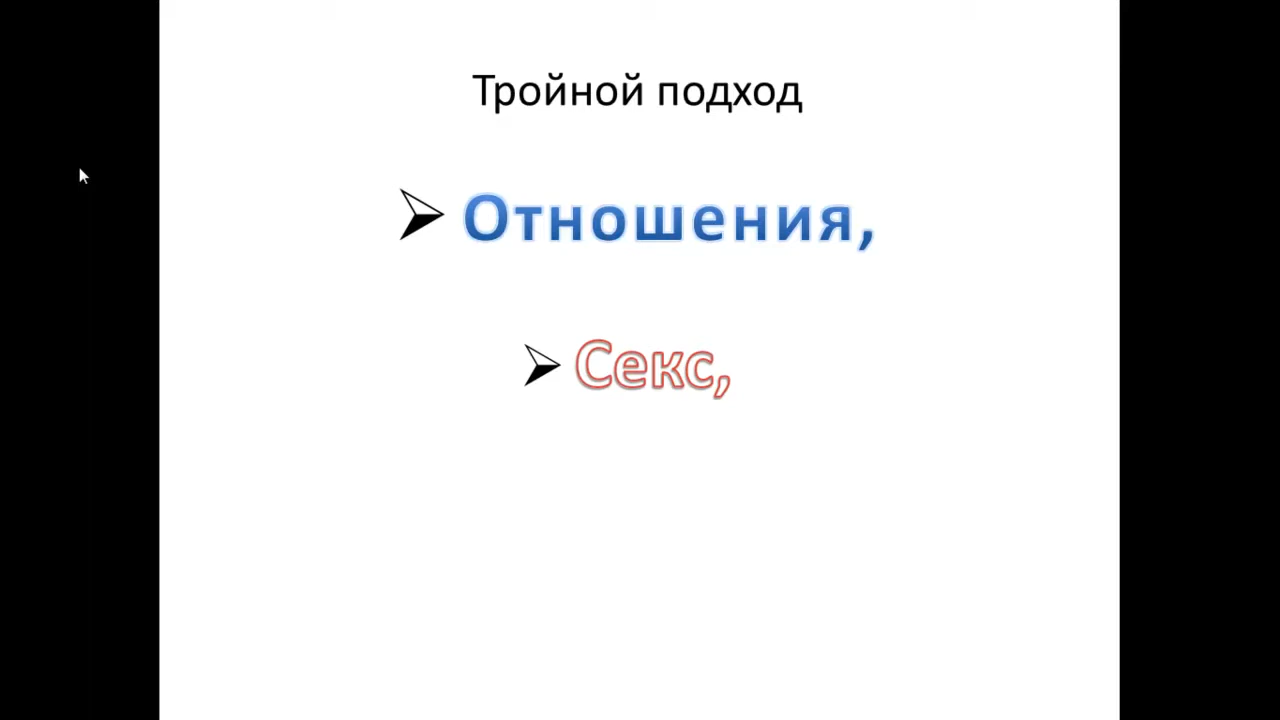 Тройной подход
➢ Отношения,
➢ Секс,